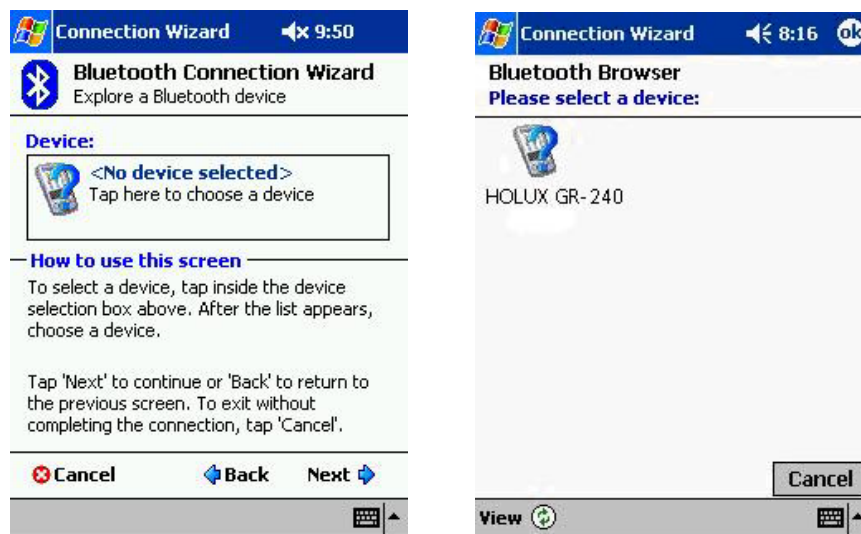 Connection Wizard 9:50
Bluetooth Connection Wizard
Explore a Bluetooth device
Device:
<No device selected>
Tap here to choose a device
How to use this screen
To select a device, tap inside the device
selection box above. After the list appears,
choose a device.
Tap 'Next' to continue or 'Back' to return to
the previous screen. To exit without
completing the connection, tap 'Cancel'.
Cancel Back Next
Connection Wizard 8:16 ok
Bluetooth Browser
Please select a device:
HOLUX GR-240
Cancel
View